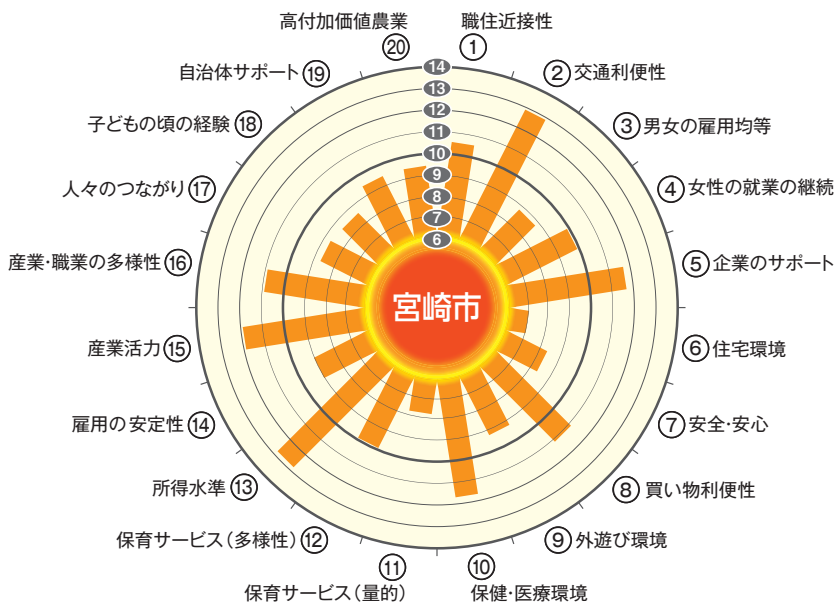 高付加価値農業
⑳
職住近接性
①
② 交通利便性
③ 男女の雇用均等
④ 女性の就業の継続
⑤ 企業のサポート
⑥ 住宅環境
⑦ 安全・安心
⑧ 買い物利便性
⑨ 外遊び環境
⑩
保健・医療環境
⑪
保育サービス(量的)
保育サービス(多様性) ⑫
所得水準 ⑬
雇用の安定性 ⑭
産業活力 ⑮
産業・職業の多様性 ⑯
人々のつながり ⑰
子どもの頃の経験 ⑱
自治体サポート ⑲
14
13
12
11
10
9
8
7
6
宮崎市